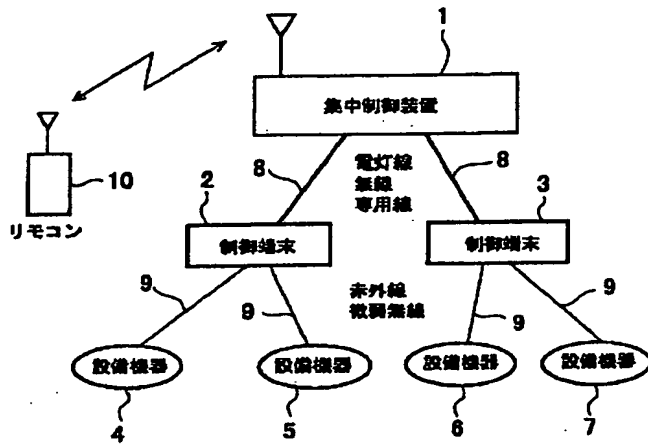 1
集中制御装置
10
リモコン
8
電灯線
無線
専用線
8
2
3
制御端末
制御端末
9
9
赤外線
微弱無線
9
9
設備機器
設備機器
設備機器
設備機器
4
5
6
7